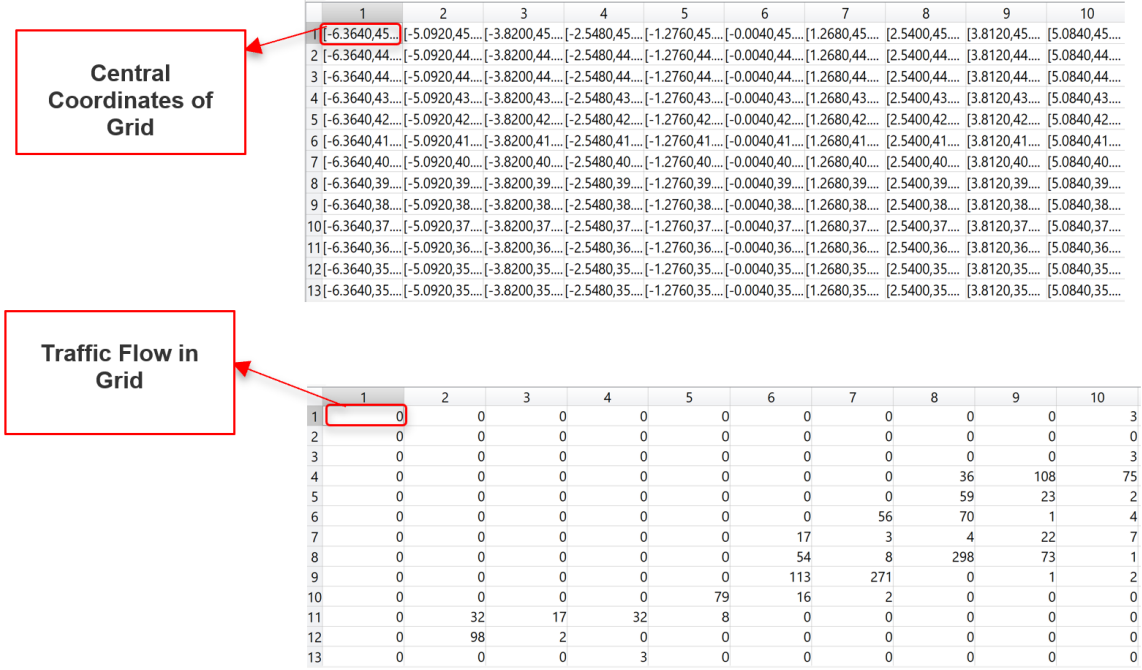 1 2 3 4 5 6 7 8 9 10
1 [-6.3640,45.... [-5.0920,45.... [-3.8200,45.... [-2.5480,45.... [-1.2760,45.... [-0.0040,45.... [1.2680,45.... [2.5400,45.... [3.8120,45.... [5.0840,45....
2 [-6.3640,44.... [-5.0920,44.... [-3.8200,44.... [-2.5480,44.... [-1.2760,44.... [-0.0040,44.... [1.2680,44.... [2.5400,44.... [3.8120,44.... [5.0840,44....
3 [-6.3640,44.... [-5.0920,44.... [-3.8200,44.... [-2.5480,44.... [-1.2760,44.... [-0.0040,44.... [1.2680,44.... [2.5400,44.... [3.8120,44.... [5.0840,44....
4 [-6.3640,43.... [-5.0920,43.... [-3.8200,43.... [-2.5480,43.... [-1.2760,43.... [-0.0040,43.... [1.2680,43.... [2.5400,43.... [3.8120,43.... [5.0840,43....
5 [-6.3640,42.... [-5.0920,42.... [-3.8200,42.... [-2.5480,42.... [-1.2760,42.... [-0.0040,42.... [1.2680,42.... [2.5400,42.... [3.8120,42.... [5.0840,42....
6 [-6.3640,41.... [-5.0920,41.... [-3.8200,41.... [-2.5480,41.... [-1.2760,41.... [-0.0040,41.... [1.2680,41.... [2.5400,41.... [3.8120,41.... [5.0840,41....
7 [-6.3640,40.... [-5.0920,40.... [-3.8200,40.... [-2.5480,40.... [-1.2760,40.... [-0.0040,40.... [1.2680,40.... [2.5400,40.... [3.8120,40.... [5.0840,40....
8 [-6.3640,39.... [-5.0920,39.... [-3.8200,39.... [-2.5480,39.... [-1.2760,39.... [-0.0040,39.... [1.2680,39.... [2.5400,39.... [3.8120,39.... [5.0840,39....
9 [-6.3640,38.... [-5.0920,38.... [-3.8200,38.... [-2.5480,38.... [-1.2760,38.... [-0.0040,38.... [1.2680,38.... [2.5400,38.... [3.8120,38.... [5.0840,38....
10 [-6.3640,37.... [-5.0920,37.... [-3.8200,37.... [-2.5480,37.... [-1.2760,37.... [-0.0040,37.... [1.2680,37.... [2.5400,37.... [3.8120,37.... [5.0840,37....
11 [-6.3640,36.... [-5.0920,36.... [-3.8200,36.... [-2.5480,36.... [-1.2760,36.... [-0.0040,36.... [1.2680,36.... [2.5400,36.... [3.8120,36.... [5.0840,36....
12 [-6.3640,35.... [-5.0920,35.... [-3.8200,35.... [-2.5480,35.... [-1.2760,35.... [-0.0040,35.... [1.2680,35.... [2.5400,35.... [3.8120,35.... [5.0840,35....
13 [-6.3640,35.... [-5.0920,35.... [-3.8200,35.... [-2.5480,35.... [-1.2760,35.... [-0.0040,35.... [1.2680,35.... [2.5400,35.... [3.8120,35.... [5.0840,35....
Central
Coordinates of
Grid
Traffic Flow in
Grid
1 2 3 4 5 6 7 8 9 10
1 0 0 0 0 0 0 0 0 0 3
2 0 0 0 0 0 0 0 0 0 0
3 0 0 0 0 0 0 0 0 0 3
4 0 0 0 0 0 0 0 36 108 75
5 0 0 0 0 0 0 0 59 23 2
6 0 0 0 0 0 0 56 70 1 4
7 0 0 0 0 0 17 3 4 22 7
8 0 0 0 0 0 54 8 298 73 1
9 0 0 0 0 0 113 271 0 1 2
10 0 0 0 0 79 16 2 0 0 0
11 0 32 17 32 8 0 0 0 0 0
12 0 98 2 0 0 0 0 0 0 0
13 0 0 0 3 0 0 0 0 0 0